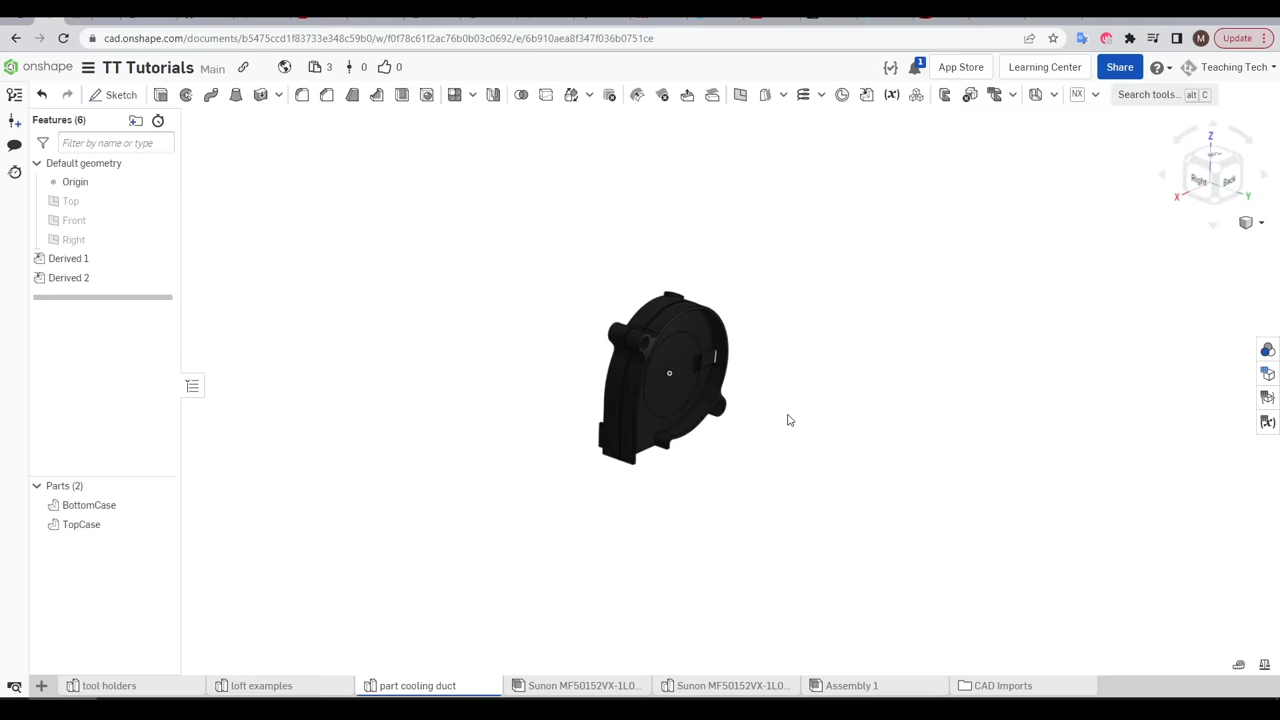 cad.onshape.com/documents/b5475ccd1f83733e348c59b0/w/f0f78c61f2ac76b0b03c0692/e/6b910aea8f347f036b0751ce
M
Update
onshape TT Tutorials Main 3 0 0 1 App Store Learning Center Share Teaching Tech
Sketch (x) NX Search tools... alt C
Features (6)
Filter by name or type
Default geometry
Origin
Top
Front
Right
Derived 1
Derived 2
Z
Right Back
X Y
(x)
Parts (2)
BottomCase
TopCase
tool holders loft examples part cooling duct Sunon MF50152VX-1L0... Sunon MF50152VX-1L0... Assembly 1 CAD Imports